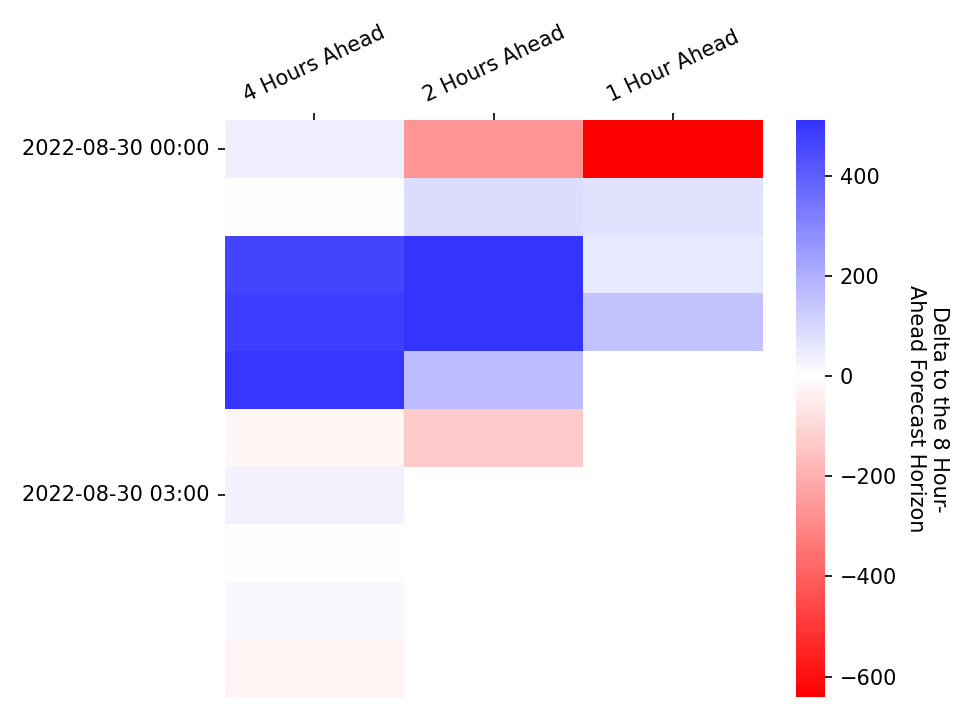 4 Hours Ahead
2 Hours Ahead
1 Hour Ahead
2022-08-30 00:00
2022-08-30 03:00
400
200
0
−200
−400
−600
Delta to the 8 Hour-
Ahead Forecast Horizon